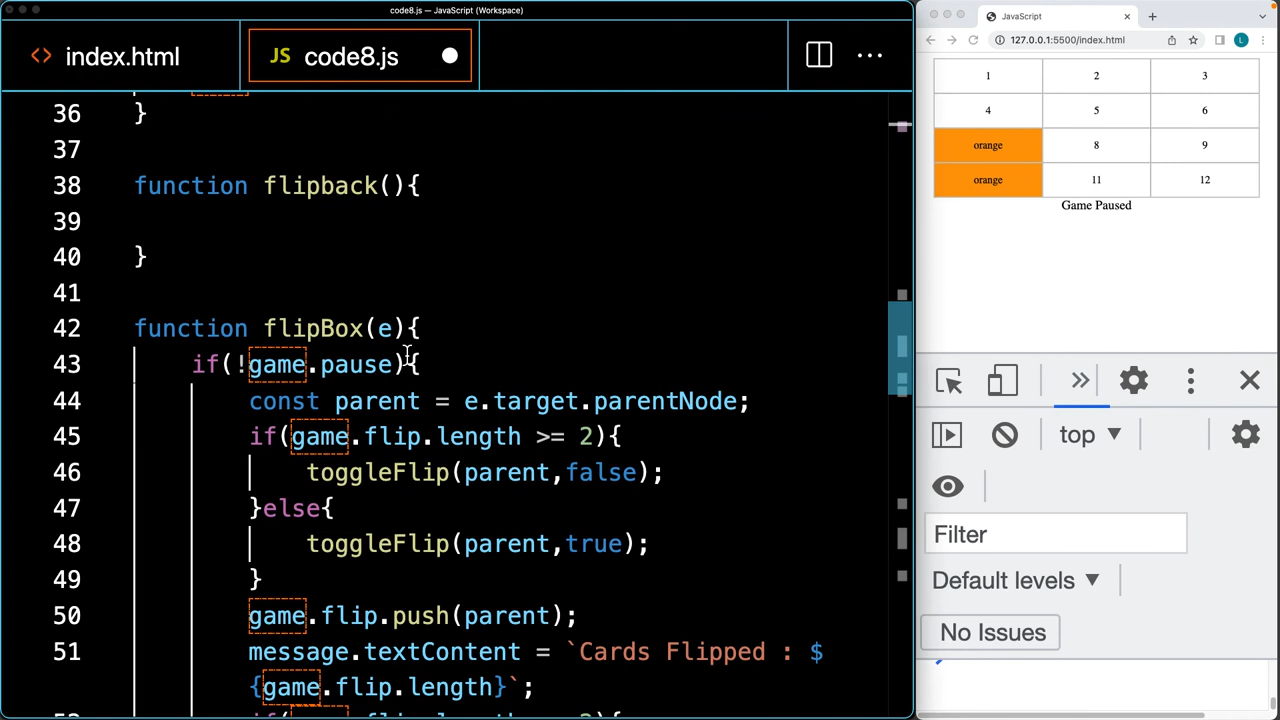 code8.js — JavaScript (Workspace)
<> index.html
JS code8.js
36 }
37
38 function flipback(){
39
40 }
41
42 function flipBox(e){
43 if(!game.pause){
44 const parent = e.target.parentNode;
45 if(game.flip.length >= 2){
46 toggleFlip(parent,false);
47 }else{
48 toggleFlip(parent,true);
49 }
50 game.flip.push(parent);
51 message.textContent = `Cards Flipped : $
{game.flip.length}`;
JavaScript
127.0.0.1:5500/index.html
L
1 2 3
4 5 6
orange 8 9
orange 11 12
Game Paused
top
Filter
Default levels
No Issues